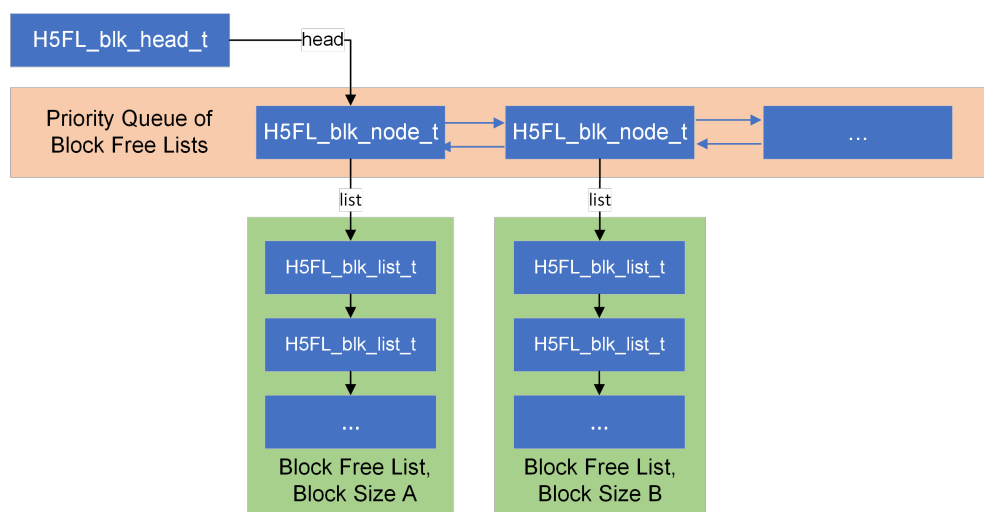 H5FL_blk_head_t
head
Priority Queue of
Block Free Lists
H5FL_blk_node_t
H5FL_blk_node_t
...
list
list
H5FL_blk_list_t
H5FL_blk_list_t
...
Block Free List,
Block Size A
H5FL_blk_list_t
H5FL_blk_list_t
...
Block Free List,
Block Size B